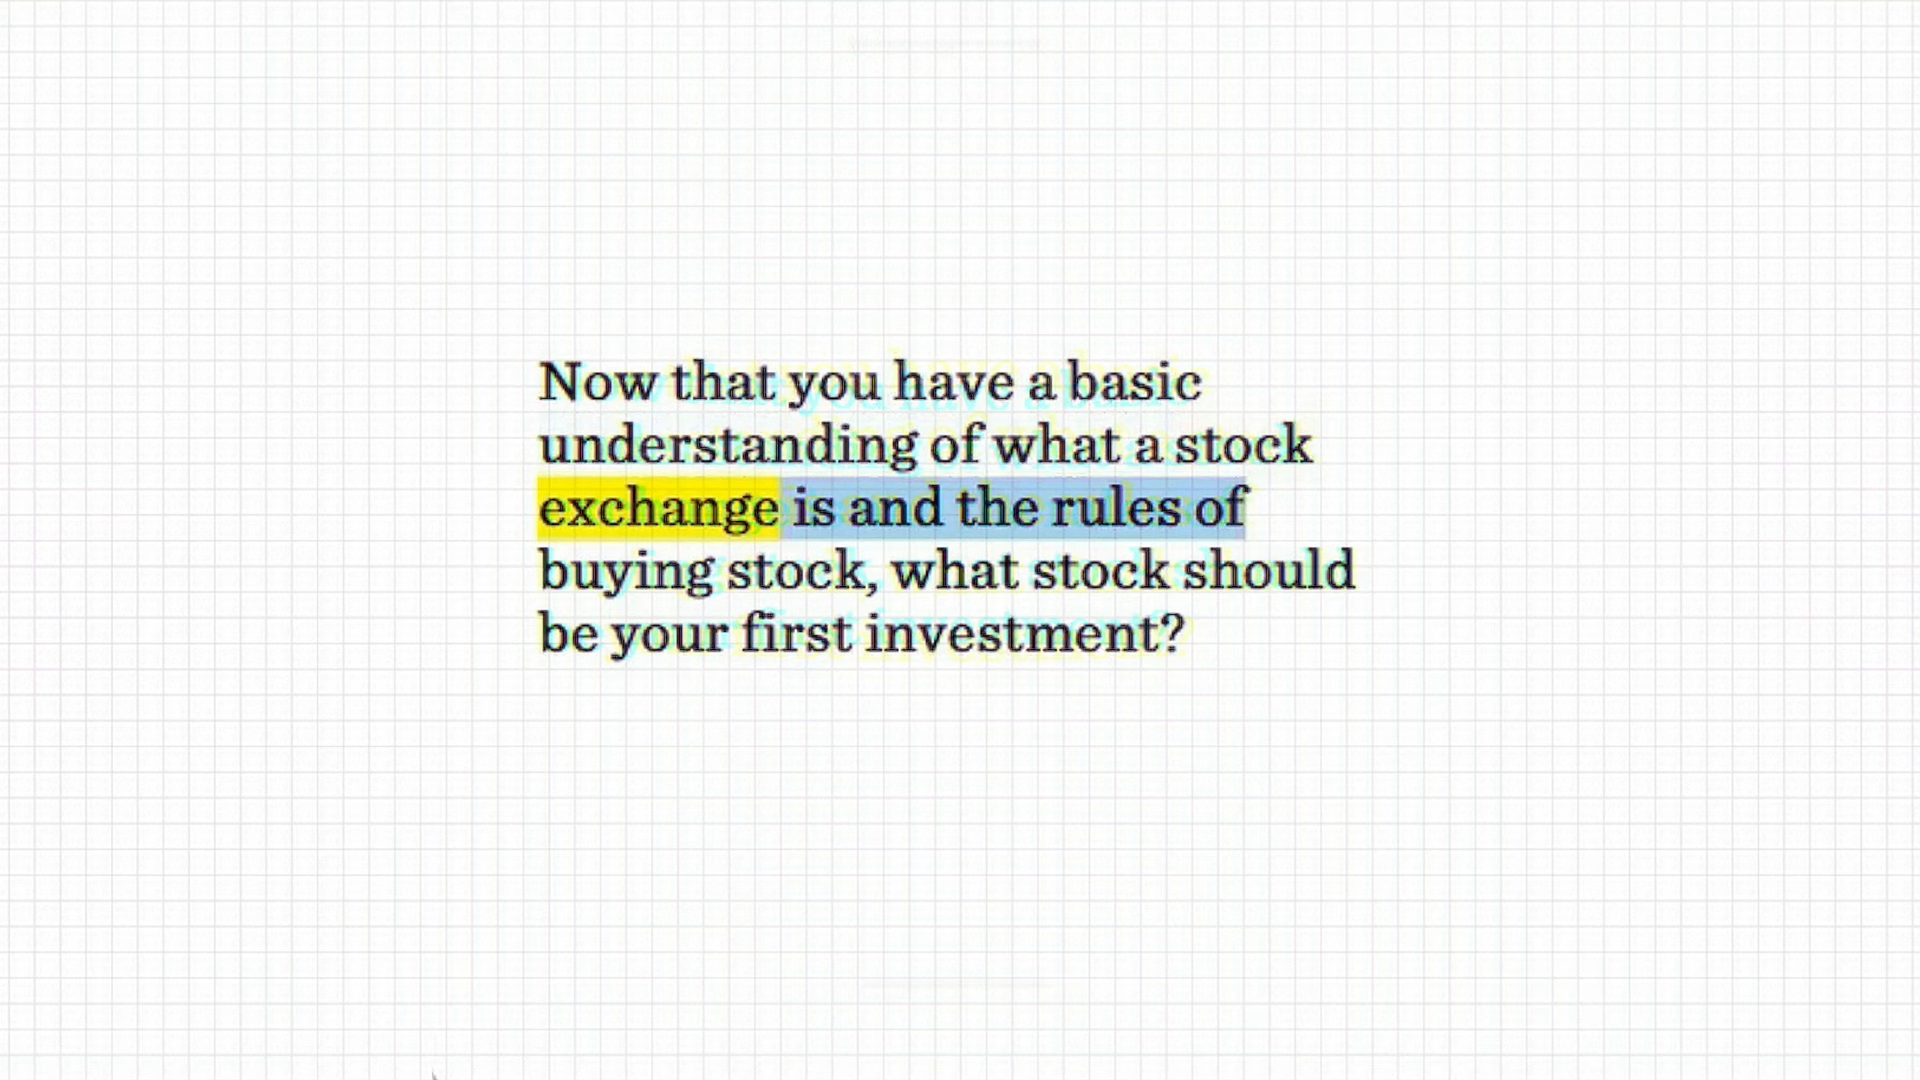 Now that you have a basic
understanding of what a stock
exchange is and the rules of
buying stock, what stock should
be your first investment?